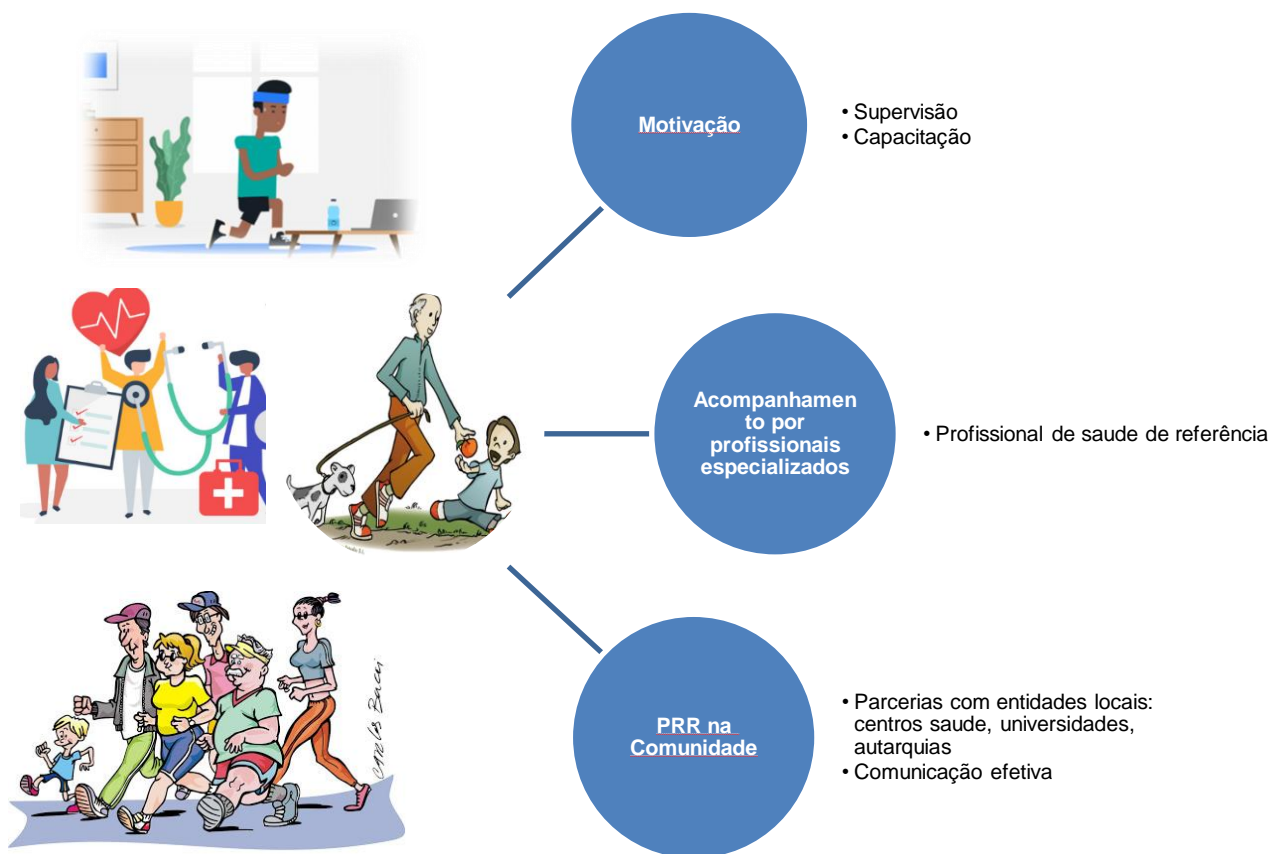 Motivação
• Supervisão
• Capacitação
Acompanhamen
to por
profissionais
especializados
• Profissional de saude de referência
PRR na
Comunidade
• Parcerias com entidades locais:
centros saude, universidades,
autarquias
• Comunicação efetiva